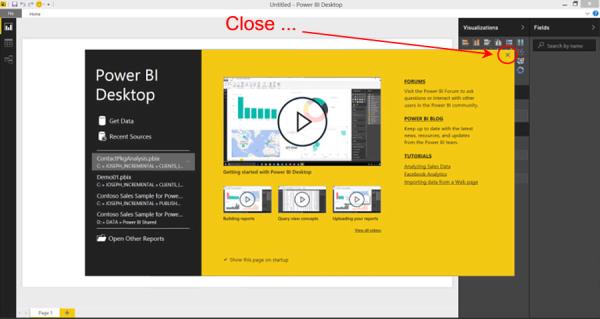 Untitled - Power BI Desktop
File
Home
Close ...
Visualizations
Fields
Search by name
Power BI
Desktop
Get Data
Recent Sources
ContactPkgAnalysis.pbix
C: » JOSEPH_INCREMENTAL » CLIENTS_(...
Demo01.pbix
C: » JOSEPH_INCREMENTAL » CLIENTS_(...
Contoso Sales Sample for Powe...
C: » JOSEPH_INCREMENTAL » PUBLISH...
Contoso Sales Sample for Powe...
D: » DATA » Power BI Shared
Open Other Reports
Getting started with Power BI Desktop
Building reports
Query view concepts
Uploading your reports
View all videos
Show this page on startup
FORUMS
Visit the Power BI Forum to ask
questions or interact with other
users in the Power BI community.
POWER BI BLOG
Keep up to date with the latest
news, resources, and updates
from the Power BI team.
TUTORIALS
Analyzing Sales Data
Facebook Analytics
Importing data from a Web page
Page 1